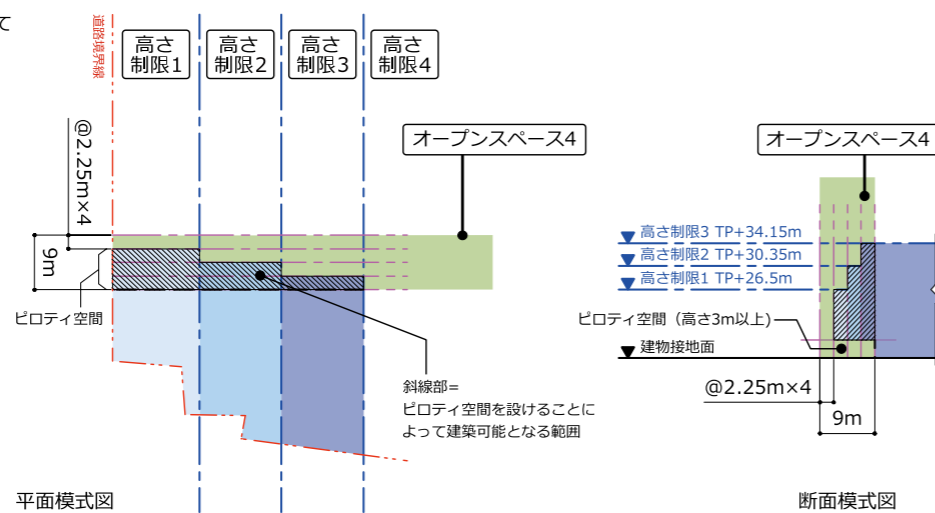 て
道路境界線
高さ
制限1
高さ
制限2
高さ
制限3
高さ
制限4
@2.25m×4
9m
ピロティ空間
オープンスペース4
斜線部=
ピロティ空間を設けることに
よって建築可能となる範囲
平面模式図
オープンスペース4
高さ制限3 TP+34.15m
高さ制限2 TP+30.35m
高さ制限1 TP+26.5m
ピロティ空間（高さ3m以上)
建物接地面
@2.25m×4
9m
断面模式図